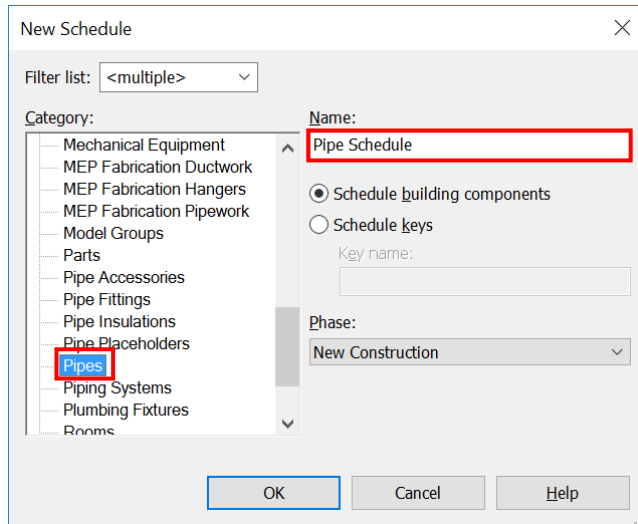 New Schedule
Filter list: <multiple>
Category:
Mechanical Equipment
MEP Fabrication Ductwork
MEP Fabrication Hangers
MEP Fabrication Pipework
Model Groups
Parts
Pipe Accessories
Pipe Fittings
Pipe Insulations
Pipe Placeholders
Pipes
Piping Systems
Plumbing Fixtures
Rooms
Name:
Pipe Schedule
Schedule building components
Schedule keys
Key name:
Phase:
New Construction
OK Cancel Help